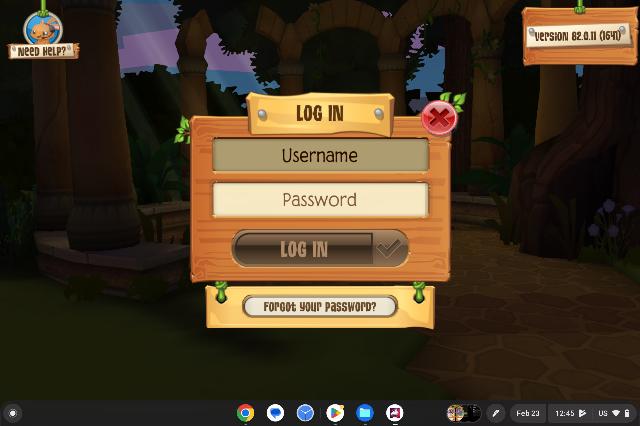 NEED HELP?
Version 82.0.11 (1641)
LOG IN
Username
Password
LOG IN
Forgot your password?
Feb 23
12:45
US